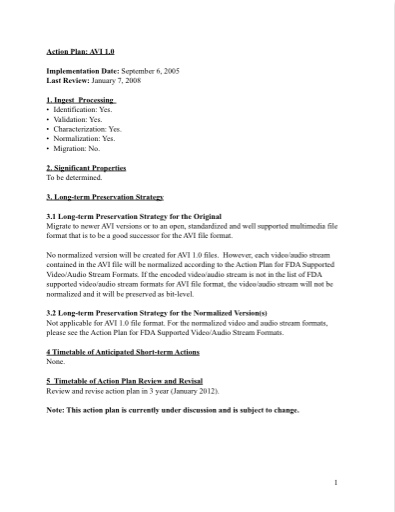 Action Plan: AVI 1.0
Implementation Date: September 6, 2005
Last Review: January 7, 2008
1. Ingest Processing
• Identification: Yes.
• Validation: Yes.
• Characterization: Yes.
• Normalization: Yes.
• Migration: No.
2. Significant Properties
To be determined.
3. Long-term Preservation Strategy
3.1 Long-term Preservation Strategy for the Original
Migrate to newer AVI versions or to an open, standardized and well supported multimedia file
format that is to be a good successor for the AVI file format.
No normalized version will be created for AVI 1.0 files. However, each video/audio stream
contained in the AVI file will be normalized according to the Action Plan for FDA Supported
Video/Audio Stream Formats. If the encoded video/audio stream is not in the list of FDA
supported video/audio stream formats for AVI file format, the video/audio stream will not be
normalized and it will be preserved as bit-level.
3.2 Long-term Preservation Strategy for the Normalized Version(s)
Not applicable for AVI 1.0 file format. For the normalized video and audio stream formats,
please see the Action Plan for FDA Supported Video/Audio Stream Formats.
4 Timetable of Anticipated Short-term Actions
None.
5 Timetable of Action Plan Review and Revisal
Review and revise action plan in 3 year (January 2012).
Note: This action plan is currently under discussion and is subject to change.
1